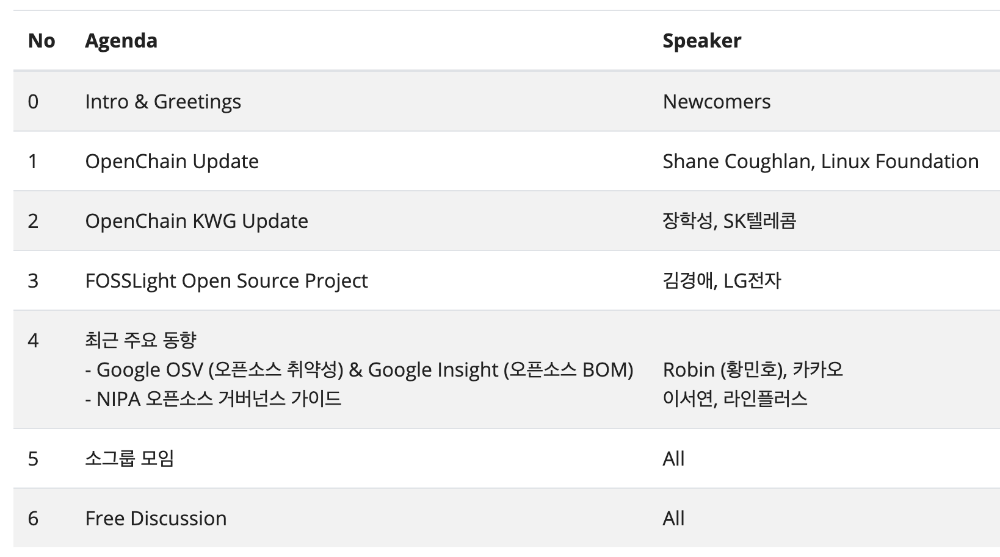 No Agenda Speaker
0 Intro & Greetings Newcomers
1 OpenChain Update Shane Coughlan, Linux Foundation
2 OpenChain KWG Update 장학성, SK텔레콤
3 FOSSLight Open Source Project 김경애, LG전자
4 최근 주요 동향
- Google OSV (오픈소스 취약성) & Google Insight (오픈소스 BOM) Robin (황민호), 카카오
- NIPA 오픈소스 거버넌스 가이드 이서연, 라인플러스
5 소그룹 모임 All
6 Free Discussion All